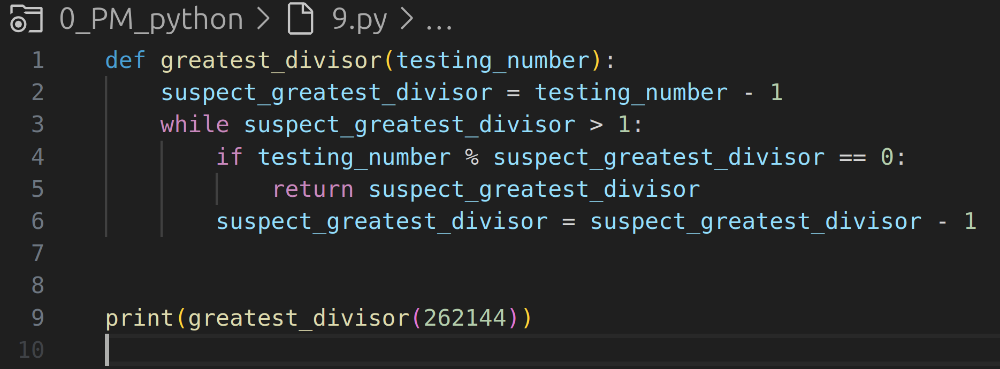 0_PM_python > 9.py > ...
1 def greatest_divisor(testing_number):
2     suspect_greatest_divisor = testing_number - 1
3     while suspect_greatest_divisor > 1:
4         if testing_number % suspect_greatest_divisor == 0:
5             return suspect_greatest_divisor
6         suspect_greatest_divisor = suspect_greatest_divisor - 1
7
8
9 print(greatest_divisor(262144))
10